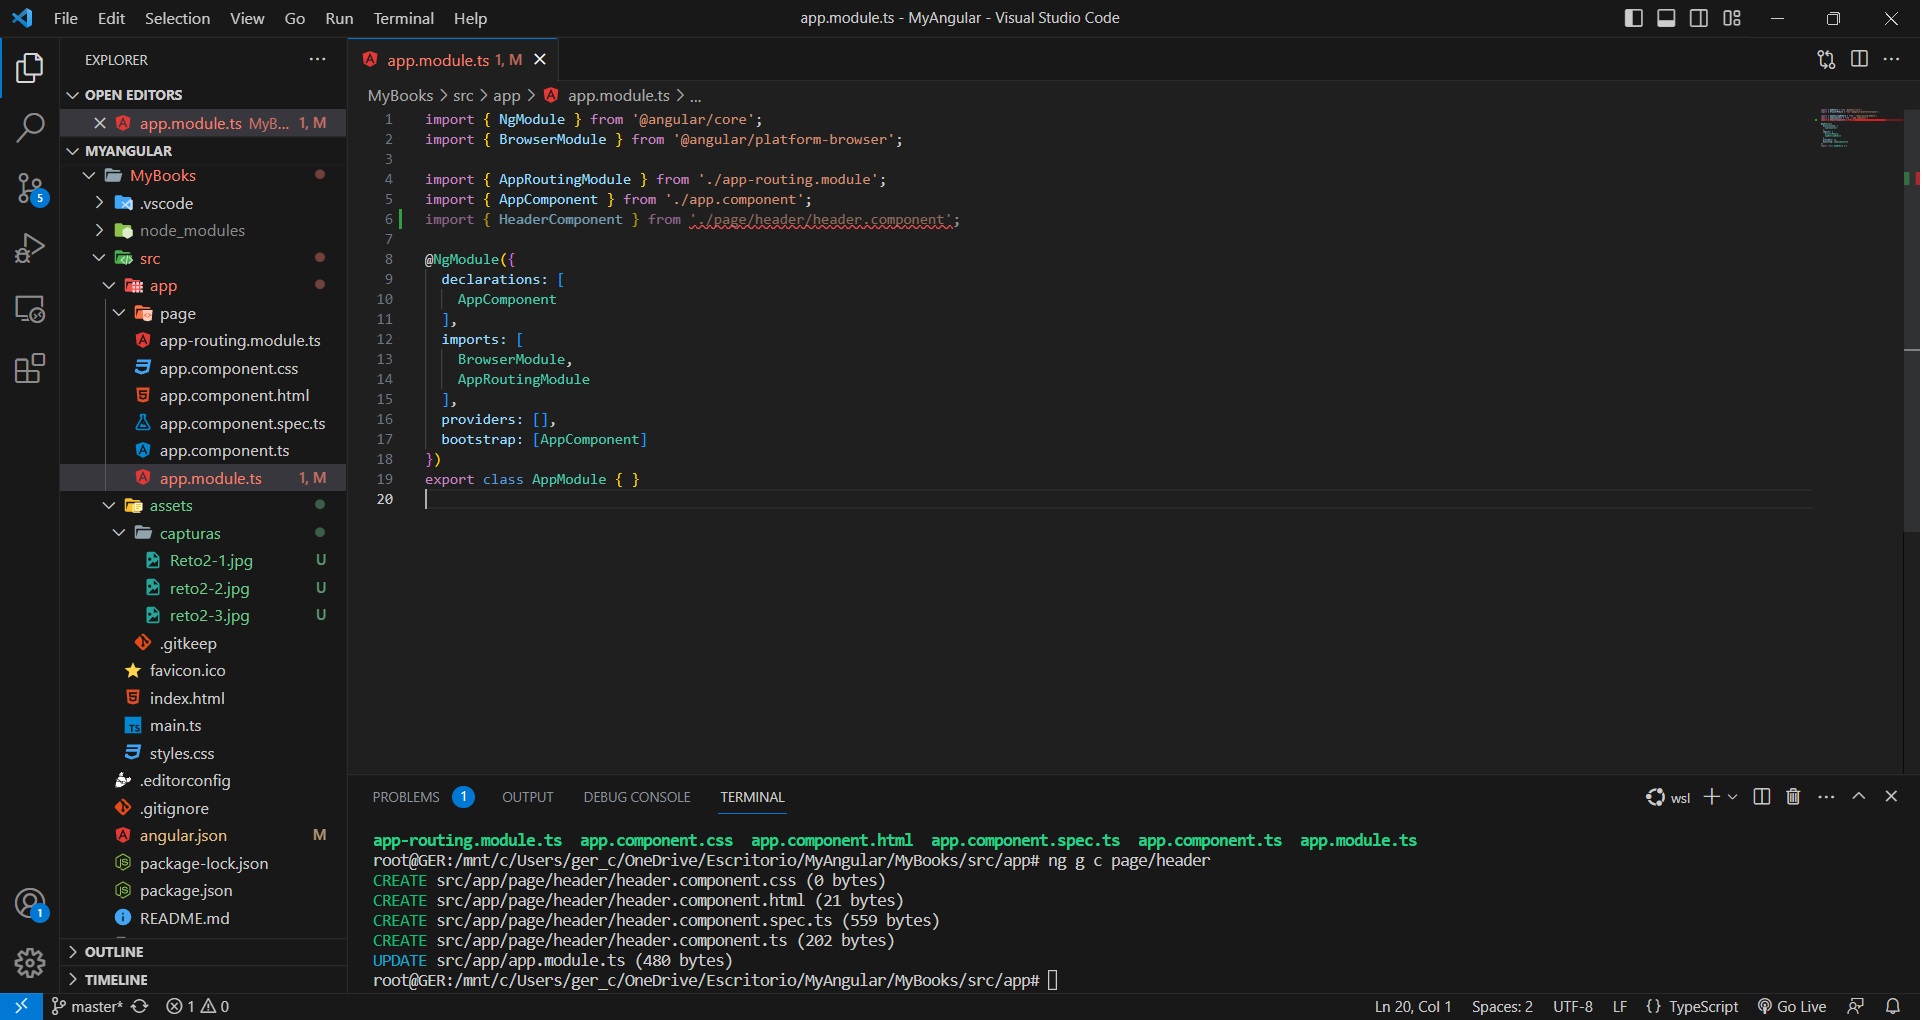 File Edit Selection View Go Run Terminal Help
app.module.ts - MyAngular - Visual Studio Code
EXPLORER
OPEN EDITORS
app.module.ts MyB... 1, M
MYANGULAR
MyBooks
.vscode
node_modules
src
app
page
app-routing.module.ts
app.component.css
app.component.html
app.component.spec.ts
app.component.ts
app.module.ts 1, M
assets
capturas
Reto2-1.jpg U
reto2-2.jpg U
reto2-3.jpg U
.gitkeep
favicon.ico
index.html
main.ts
styles.css
.editorconfig
.gitignore
angular.json M
package-lock.json
package.json
README.md
OUTLINE
TIMELINE
5
1
app.module.ts 1, M
MyBooks > src > app > app.module.ts > ...
1 import { NgModule } from '@angular/core';
2 import { BrowserModule } from '@angular/platform-browser';
3
4 import { AppRoutingModule } from './app-routing.module';
5 import { AppComponent } from './app.component';
6 import { HeaderComponent } from './page/header/header.component';
7
8 @NgModule({
9 declarations: [
10 AppComponent
11 ],
12 imports: [
13 BrowserModule,
14 AppRoutingModule
15 ],
16 providers: [],
17 bootstrap: [AppComponent]
18 })
19 export class AppModule { }
20
PROBLEMS 1 OUTPUT DEBUG CONSOLE TERMINAL
wsl
app-routing.module.ts app.component.css app.component.html app.component.spec.ts app.component.ts app.module.ts
root@GER:/mnt/c/Users/ger_c/OneDrive/Escritorio/MyAngular/MyBooks/src/app# ng g c page/header
CREATE src/app/page/header/header.component.css (0 bytes)
CREATE src/app/page/header/header.component.html (21 bytes)
CREATE src/app/page/header/header.component.spec.ts (559 bytes)
CREATE src/app/page/header/header.component.ts (202 bytes)
UPDATE src/app/app.module.ts (480 bytes)
root@GER:/mnt/c/Users/ger_c/OneDrive/Escritorio/MyAngular/MyBooks/src/app#
master* 1 0
Ln 20, Col 1 Spaces: 2 UTF-8 LF {} TypeScript Go Live